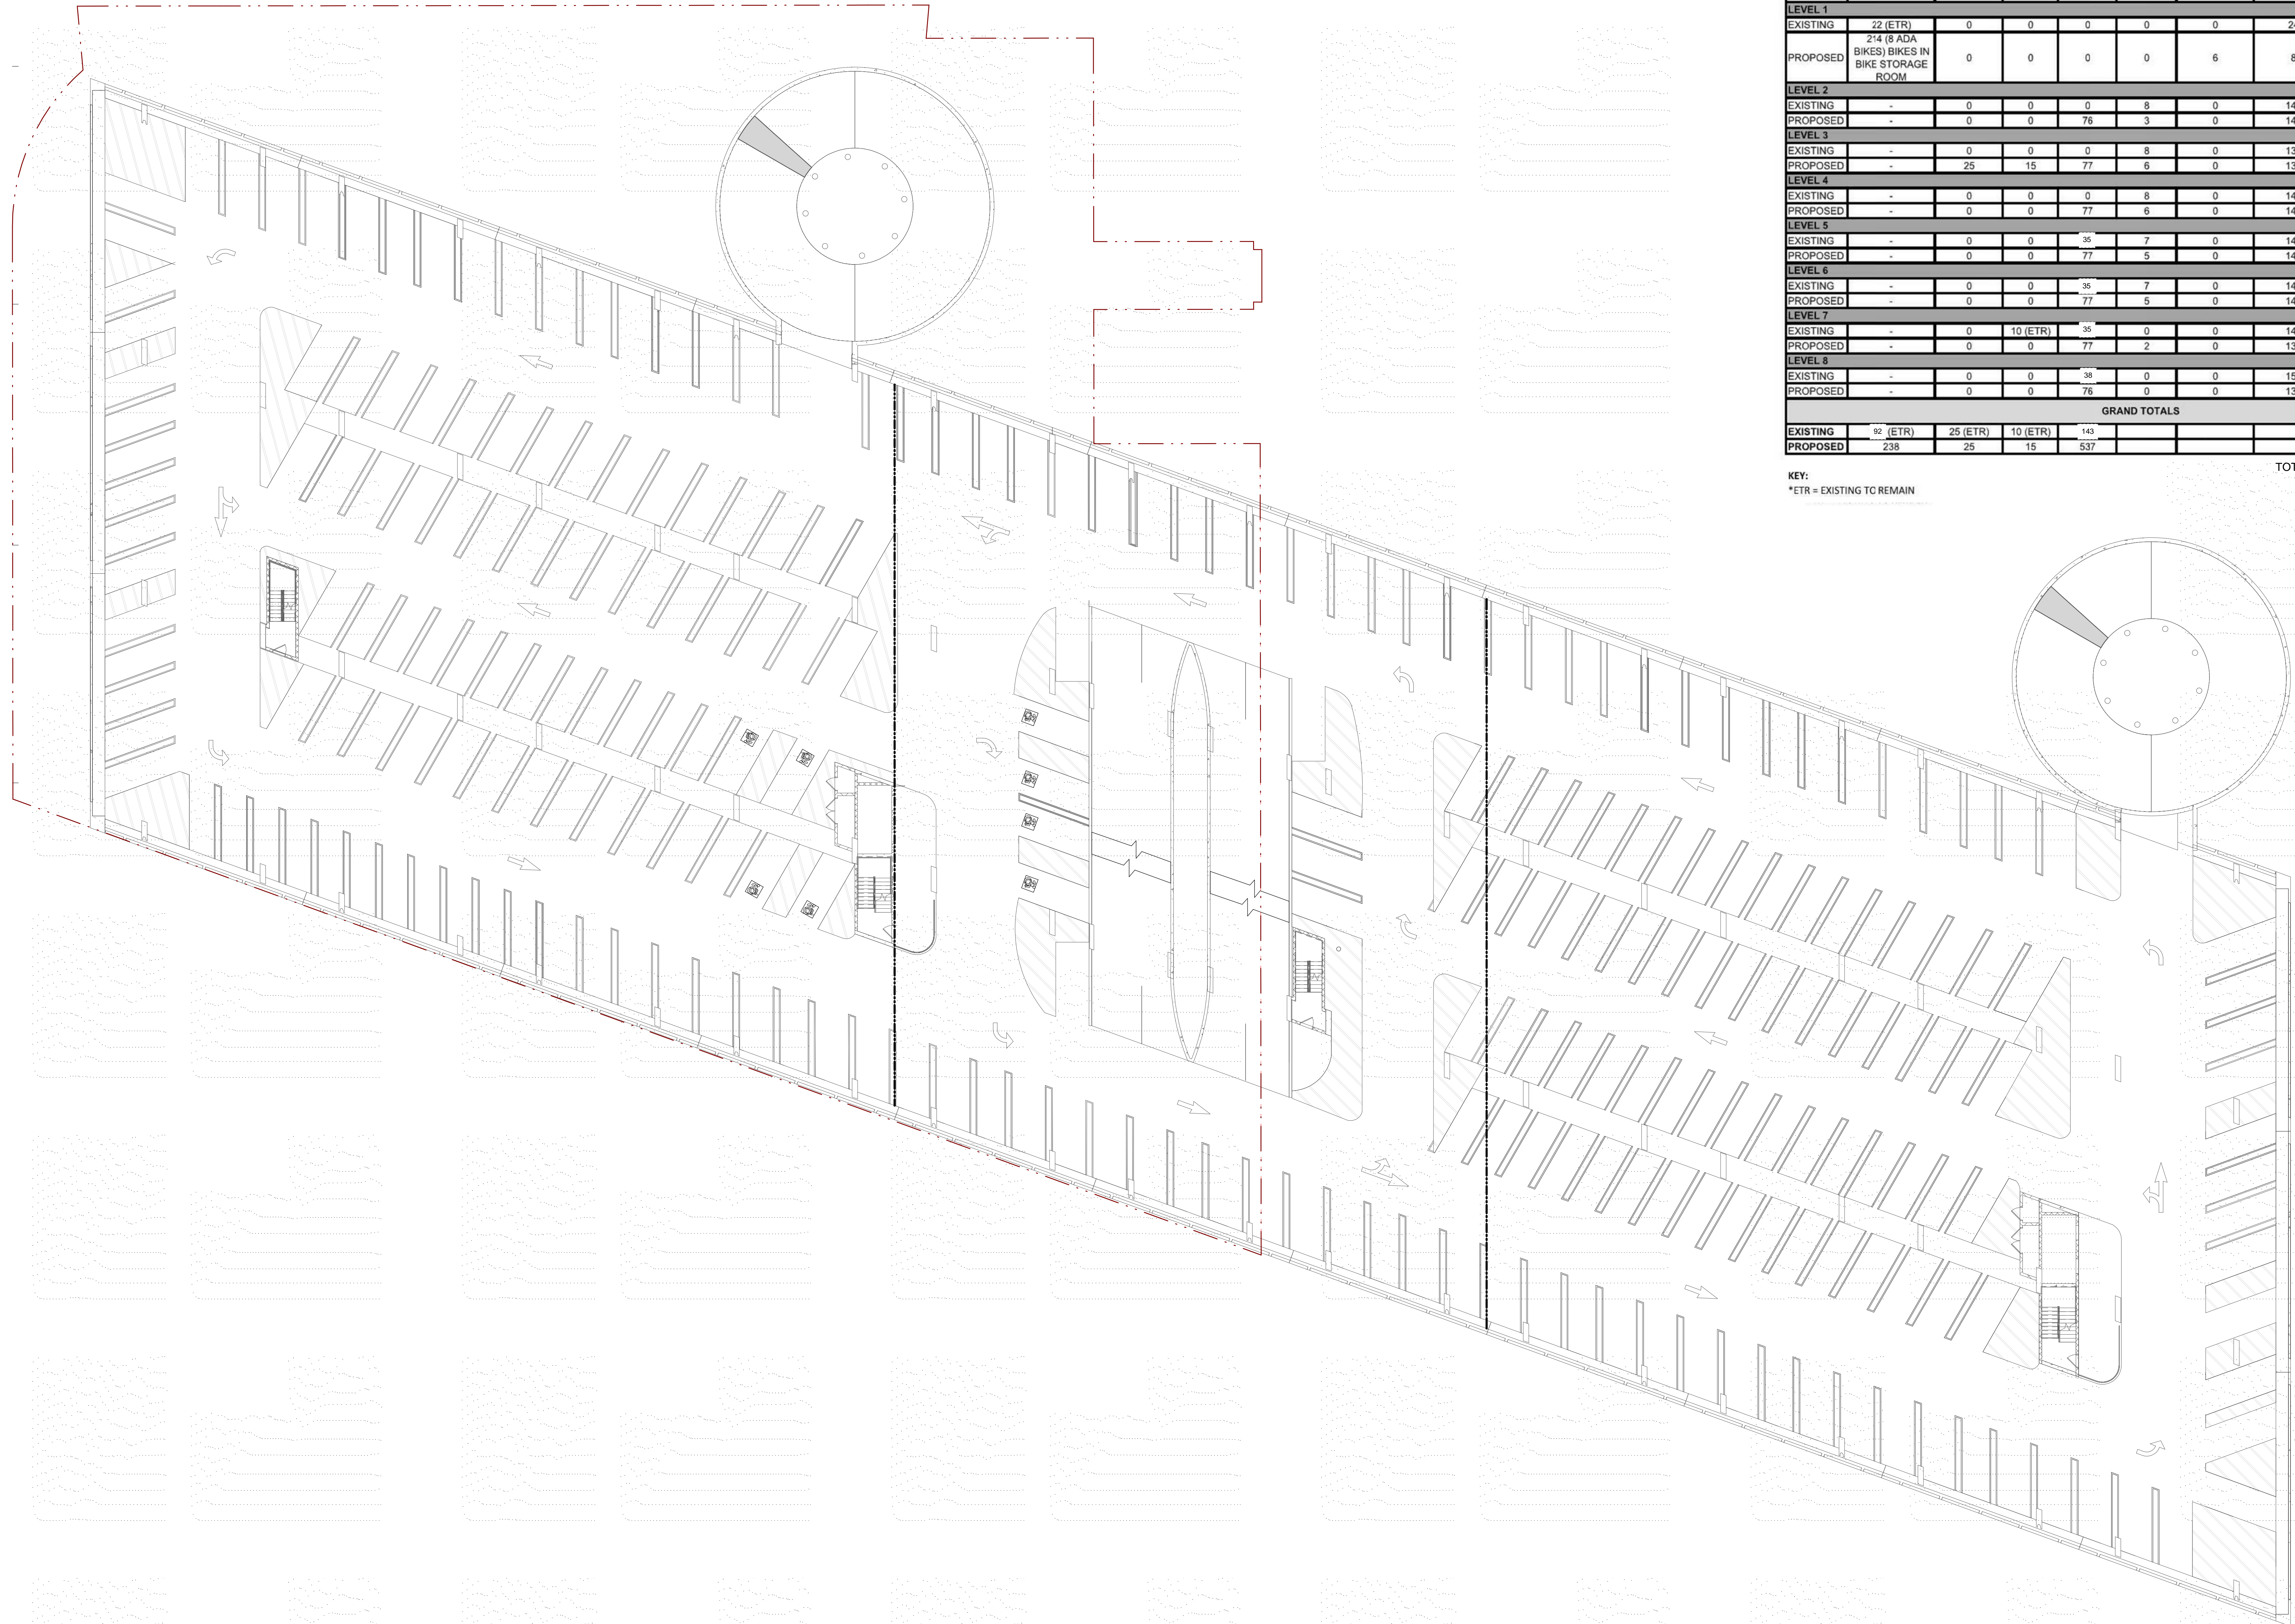 LEVEL 1
EXISTING 22 (ETR) 0 0 0 0 0
PROPOSED 214 (8 ADA BIKES) BIKES IN BIKE STORAGE ROOM 0 0 0 0 6
LEVEL 2
EXISTING - 0 0 0 8 0
PROPOSED - 0 0 76 3 0
LEVEL 3
EXISTING - 0 0 0 8 0
PROPOSED - 25 15 77 6 0
LEVEL 4
EXISTING - 0 0 0 8 0
PROPOSED - 0 0 77 6 0
LEVEL 5
EXISTING - 0 0 35 7 0
PROPOSED - 0 0 77 5 0
LEVEL 6
EXISTING - 0 0 35 7 0
PROPOSED - 0 0 77 5 0
LEVEL 7
EXISTING - 0 10 (ETR) 35 0 0
PROPOSED - 0 0 77 2 0
LEVEL 8
EXISTING - 0 0 38 0 0
PROPOSED - 0 0 76 0 0
GRAND TOTALS
EXISTING 92 (ETR) 25 (ETR) 10 (ETR) 143
PROPOSED 238 25 15 537
TOT
KEY:
*ETR = EXISTING TO REMAIN